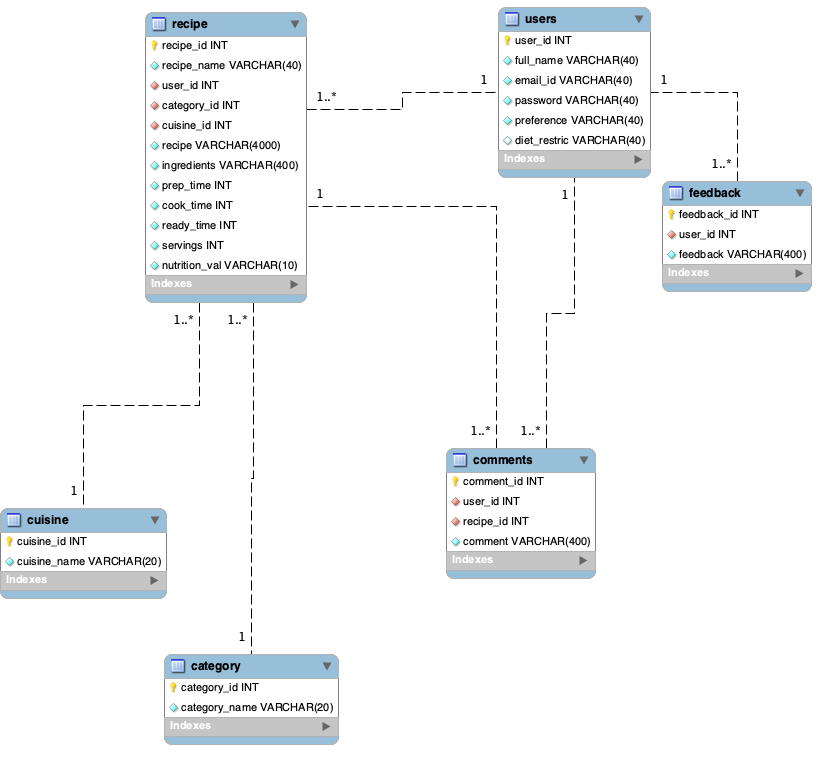 recipe
recipe_id INT
recipe_name VARCHAR(40)
user_id INT
category_id INT
cuisine_id INT
recipe VARCHAR(4000)
ingredients VARCHAR(400)
prep_time INT
cook_time INT
ready_time INT
servings INT
nutrition_val VARCHAR(10)
Indexes
1..*
1
1
1..*
1..*
users
user_id INT
full_name VARCHAR(40)
email_id VARCHAR(40)
password VARCHAR(40)
preference VARCHAR(40)
diet_restric VARCHAR(40)
Indexes
1
1
1..*
feedback
feedback_id INT
user_id INT
feedback VARCHAR(400)
Indexes
1..*
1..*
comments
comment_id INT
user_id INT
recipe_id INT
comment VARCHAR(400)
Indexes
1
cuisine
cuisine_id INT
cuisine_name VARCHAR(20)
Indexes
1
category
category_id INT
category_name VARCHAR(20)
Indexes